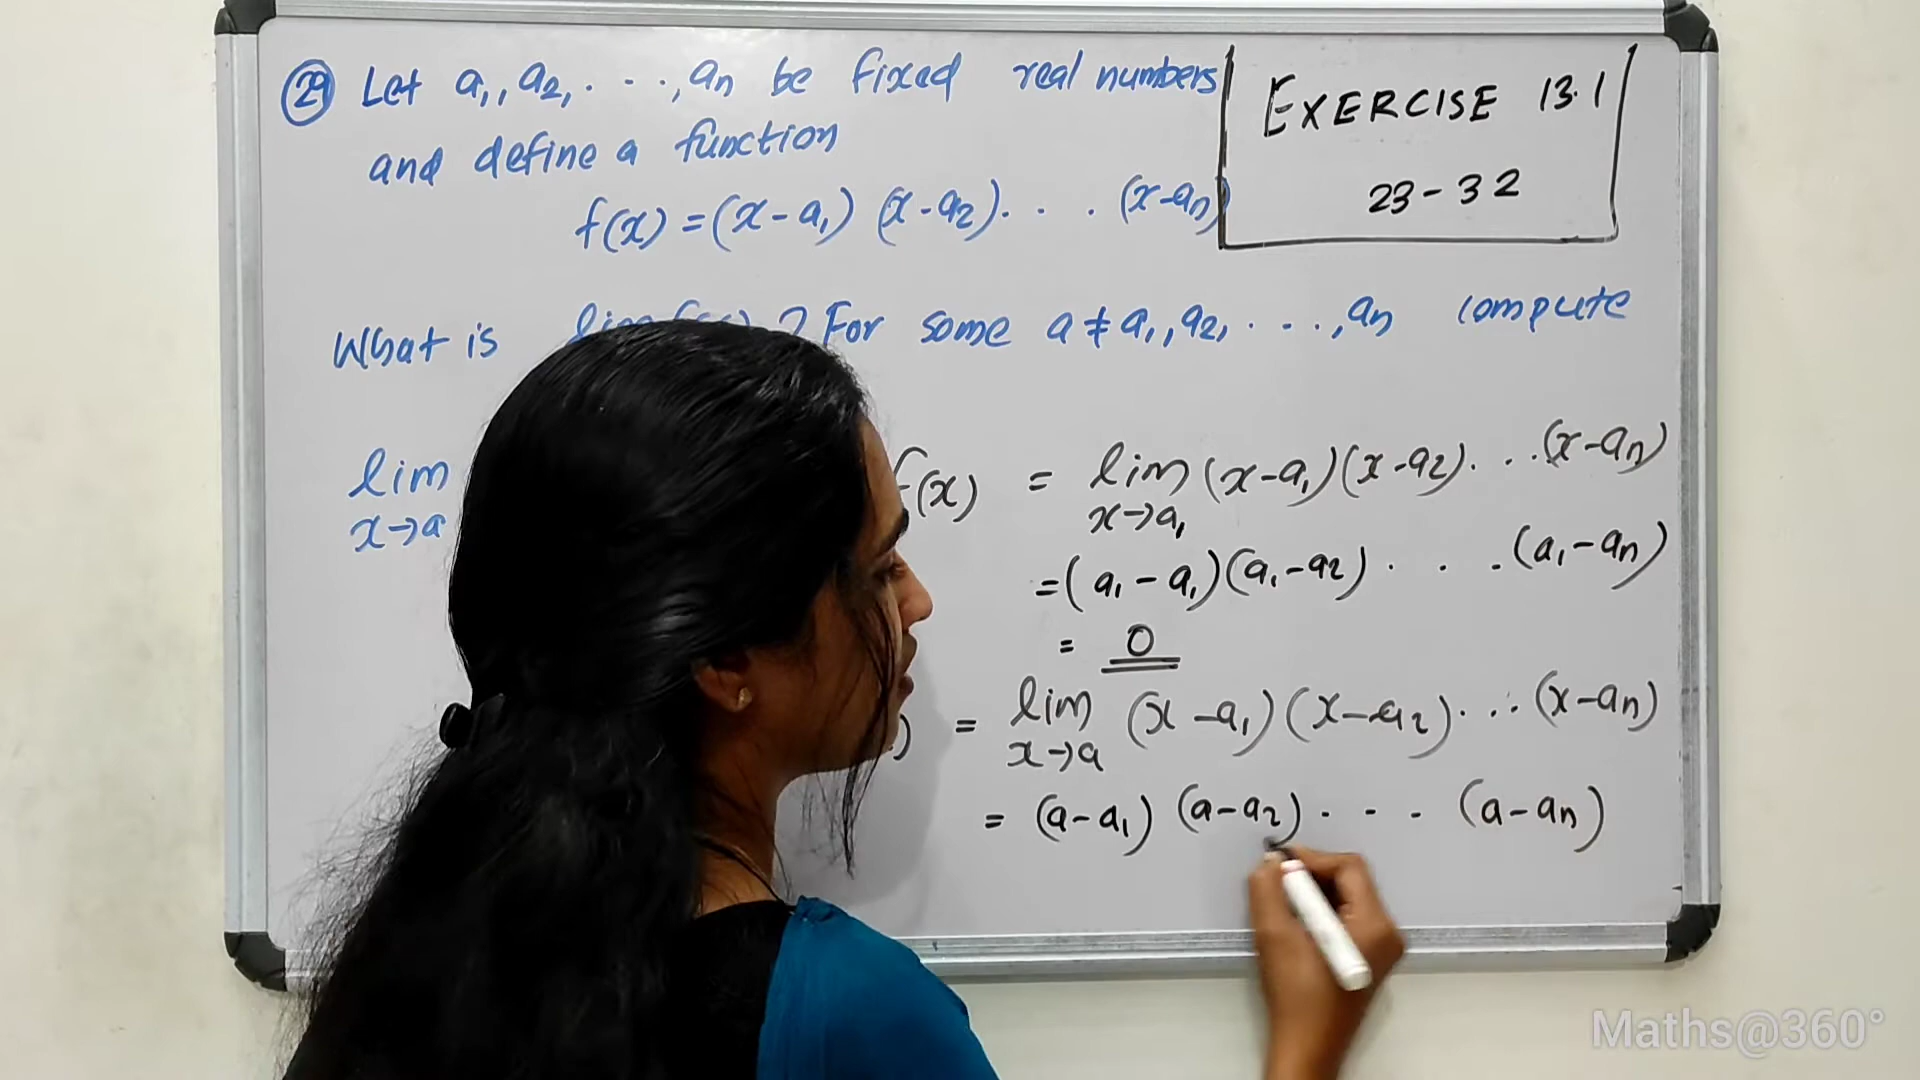 29 Let a₁, a₂, . . ., aₙ be fixed real numbers
and define a function
f(x) = (x-a₁) (x-a₂). . . (x-aₙ)
EXERCISE 13.1
23-32
What is ? For some a ≠ a₁, a₂, . . ., aₙ compute
lim
x→a
f(x) = lim (x-a₁)(x-a₂). . .(x-aₙ)
x→a₁
=(a₁-a₁)(a₁-a₂) . . .(a₁-aₙ)
= 0
) = lim (x-a₁)(x-a₂). . .(x-aₙ)
x→a
= (a-a₁) (a-a₂). . . (a-aₙ)
Maths@360°